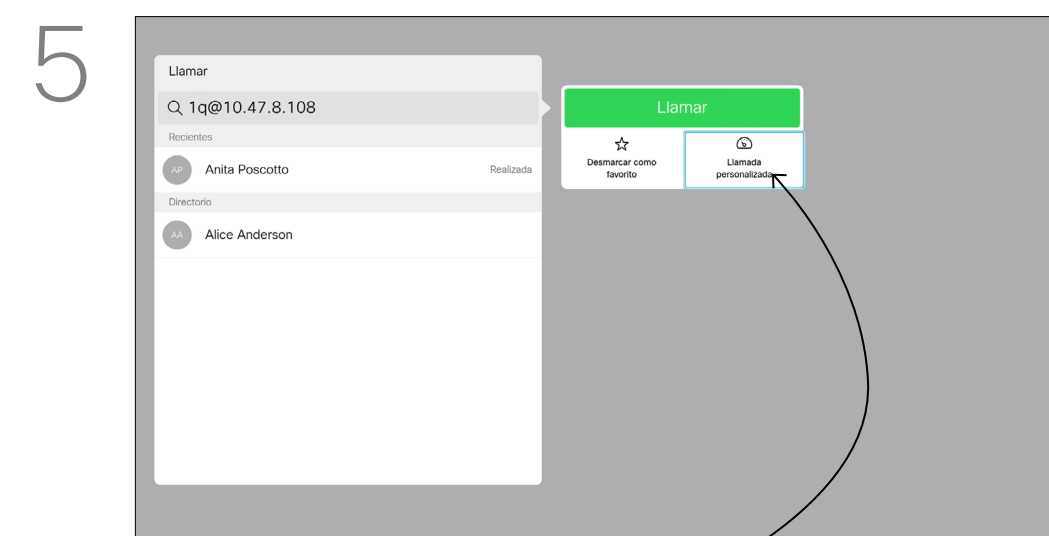 5
Llamar
1q@10.47.8.108
Llamar
Recientes
AP Anita Poscotto Realizada
Desmarcar como
favorito
Llamada
personalizada
Directorio
AA Alice Anderson